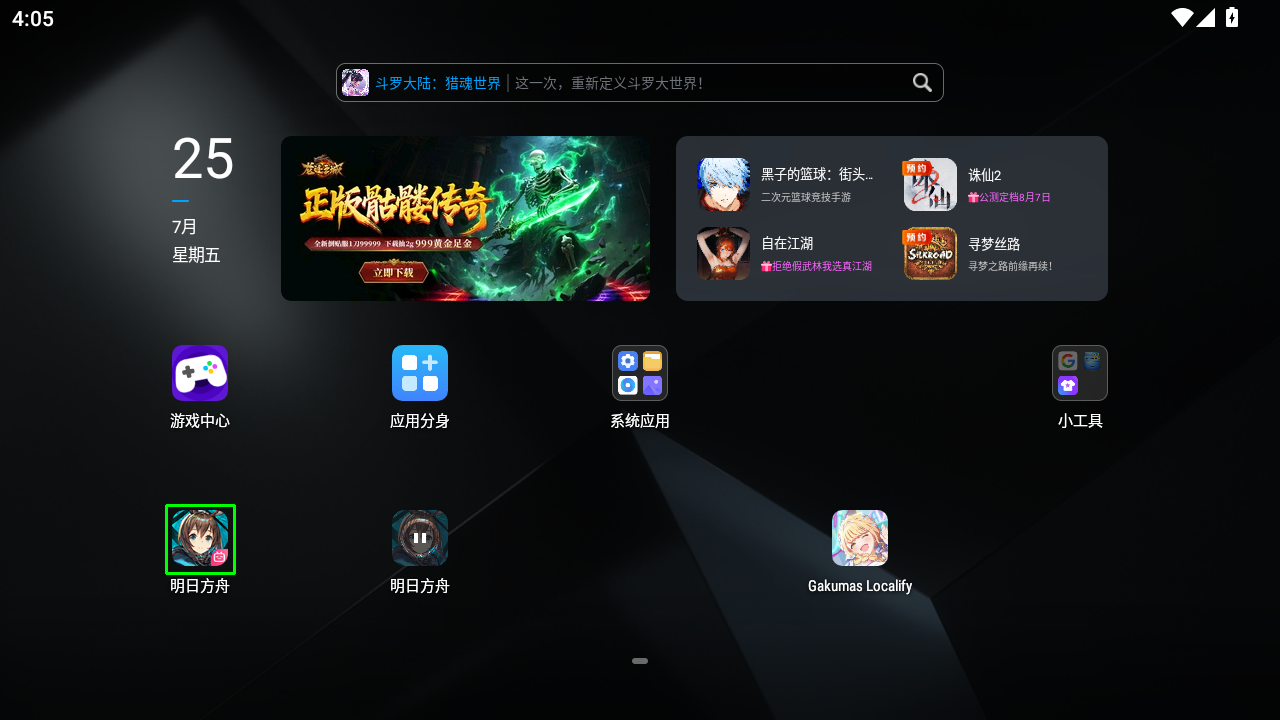 4:05
斗罗大陆：猎魂世界 | 这一次，重新定义斗罗大世界！
25
7月
星期五
正版骷髅传奇
全新倒贴服1刀99999 下载抽2g 999黄金足金
立即下载
黑子的篮球：街头...
二次元篮球竞技手游
预约
诛仙2
公测定档8月7日
自在江湖
拒绝假武林我选真江湖
预约
SILKROAD
寻梦丝路
寻梦之路前缘再续！
游戏中心
应用分身
系统应用
小工具
明日方舟
明日方舟
Gakumas Localify